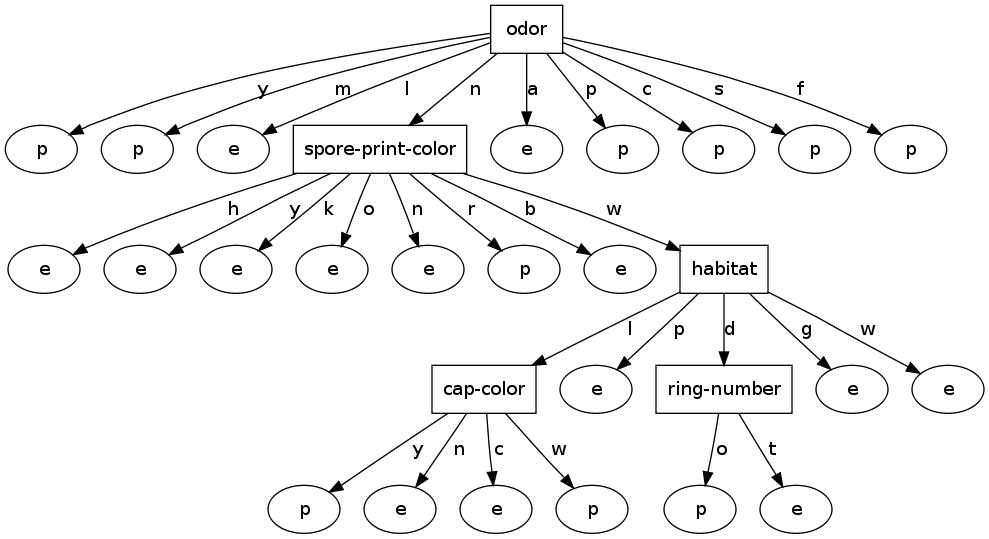 odor
y m l n a p c s f
p p e spore-print-color e p p p p
h y k o n r b w
e e e e e p e habitat
l p d g w
cap-color e ring-number e e
y n c w o t
p e e p p e